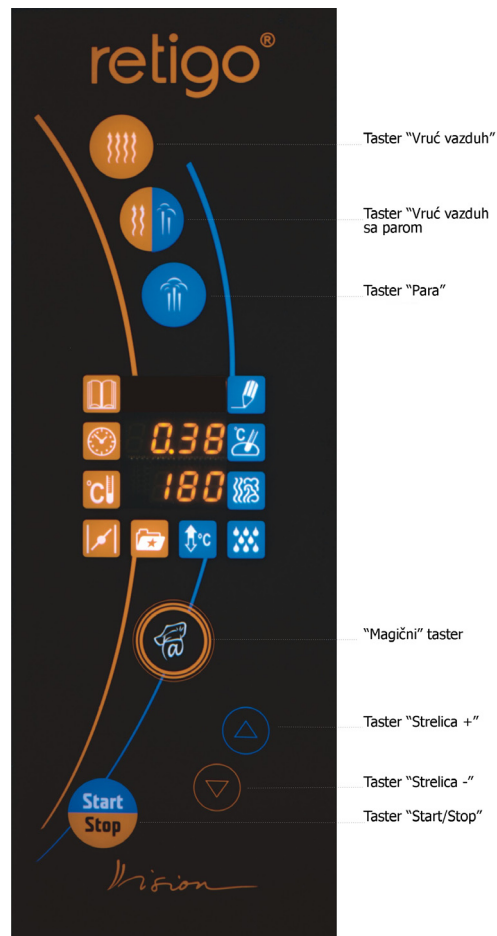 retigo®
Taster “Vruć vazduh”
Taster “Vruć vazduh
sa parom
Taster “Para”
°C
0.38
°C
180
°C
“Magični” taster
@
Taster “Strelica +”
Taster “Strelica -”
Start
Stop
Taster “Start/Stop”
Vision